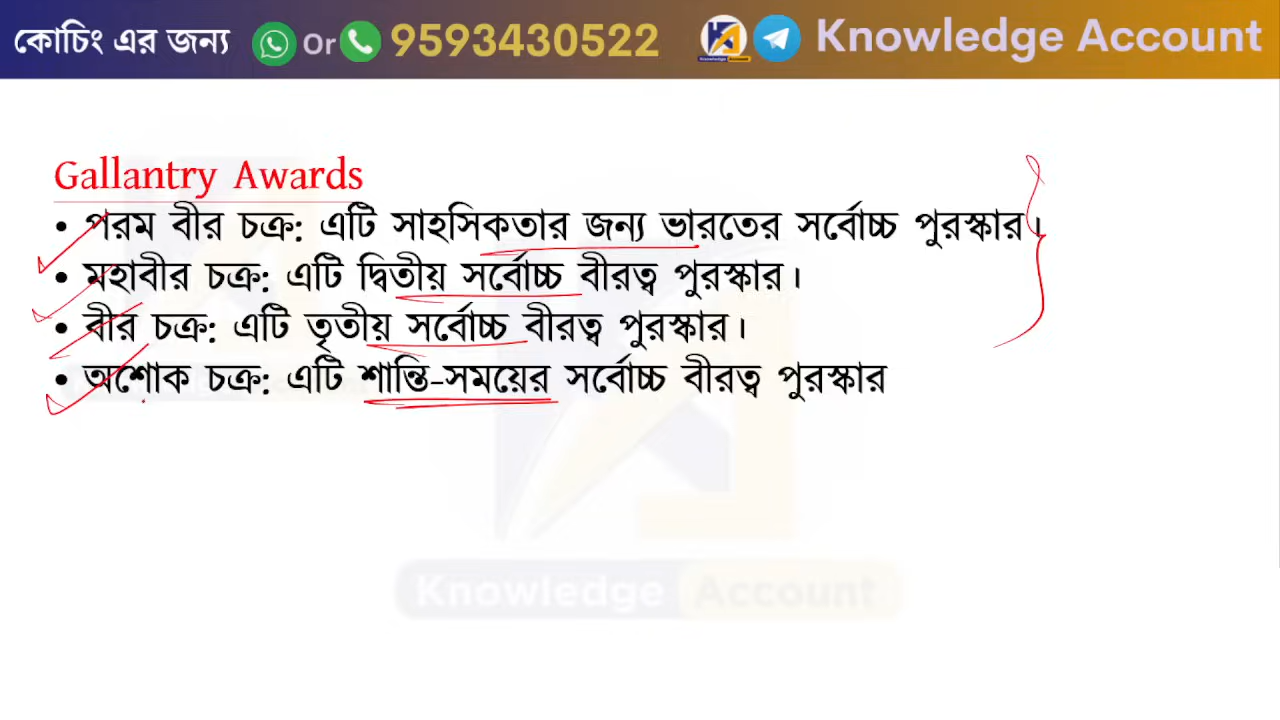 কোচিং এর জন্য Or 9593430522 Knowledge Account
Gallantry Awards
• পরম বীর চক্র: এটি সাহসিকতার জন্য ভারতের সর্বোচ্চ পুরস্কার।
• মহাবীর চক্র: এটি দ্বিতীয় সর্বোচ্চ বীরত্ব পুরস্কার।
• বীর চক্র: এটি তৃতীয় সর্বোচ্চ বীরত্ব পুরস্কার।
• অশোক চক্র: এটি শান্তি-সময়ের সর্বোচ্চ বীরত্ব পুরস্কার
Knowledge Account